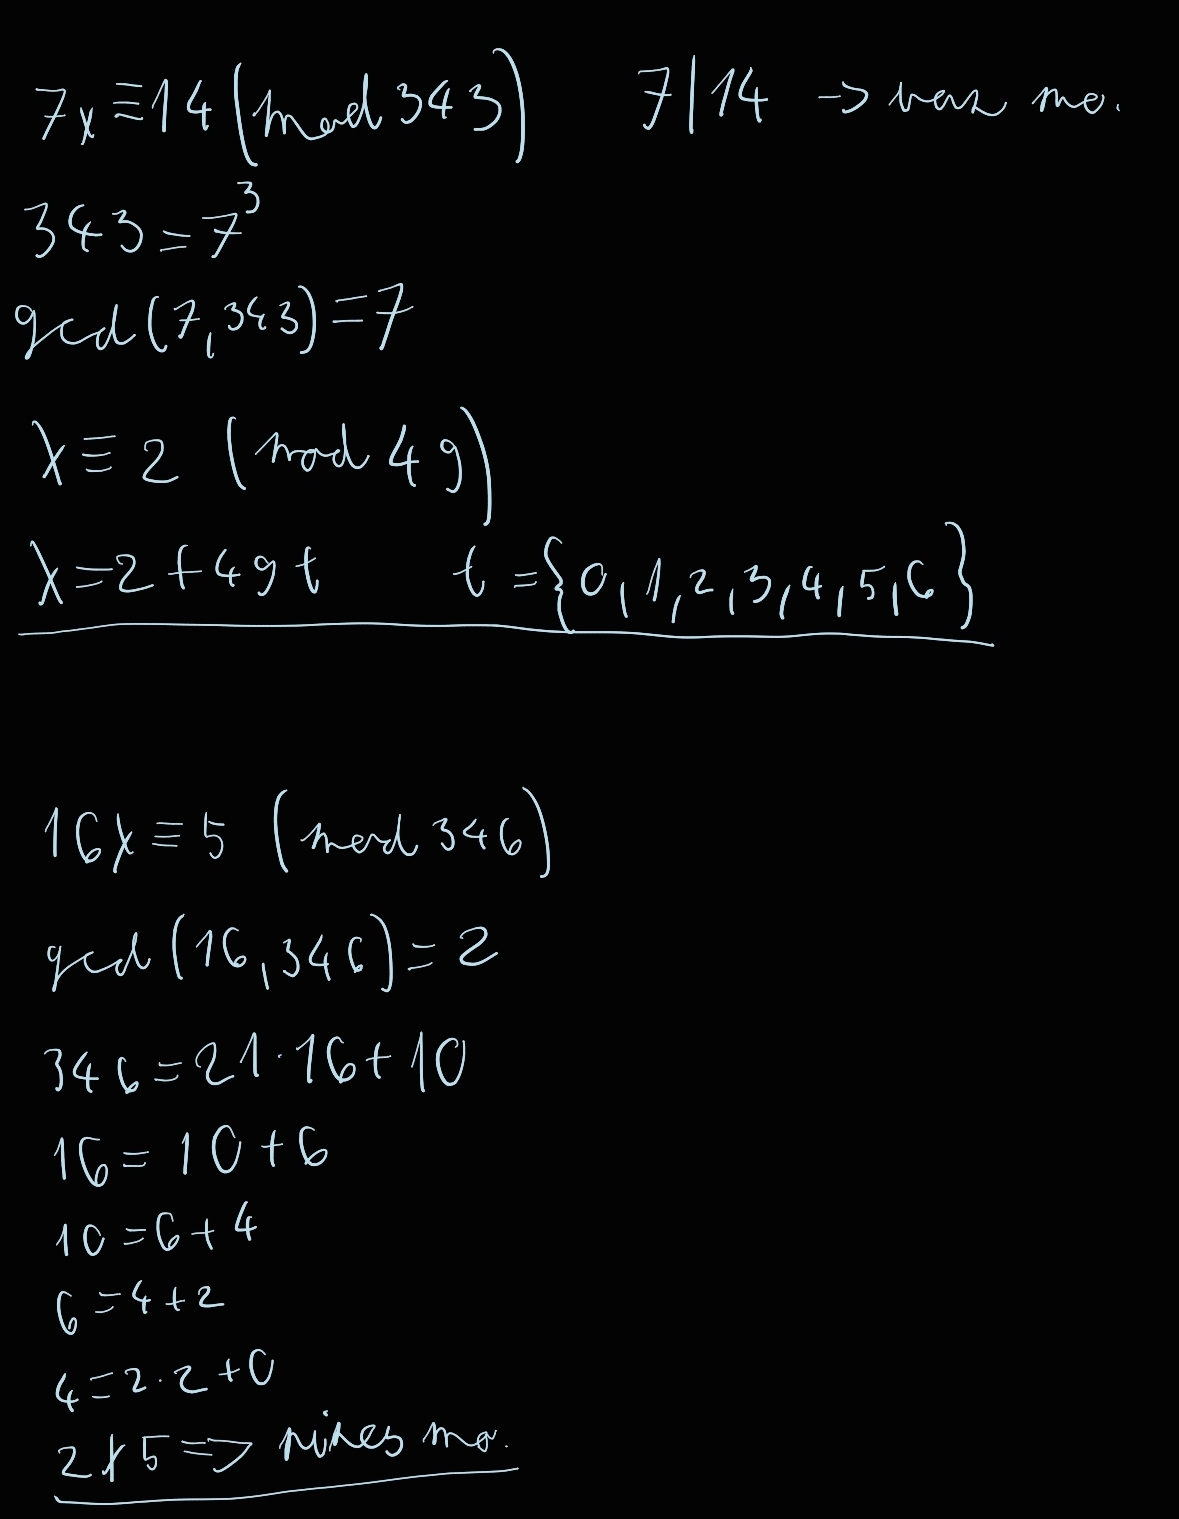 7x ≡ 14 (mod 343) 7|14 -> van mo.
343 = 7³
gcd(7,343) = 7
x ≡ 2 (mod 49)
x = 2 + 49t t = {0, 1, 2, 3, 4, 5, 6}
16x ≡ 5 (mod 346)
gcd(16,346) = 2
346 = 21·16 + 10
16 = 10 + 6
10 = 6 + 4
6 = 4 + 2
4 = 2·2 + 0
2∤5 => nincs mo.